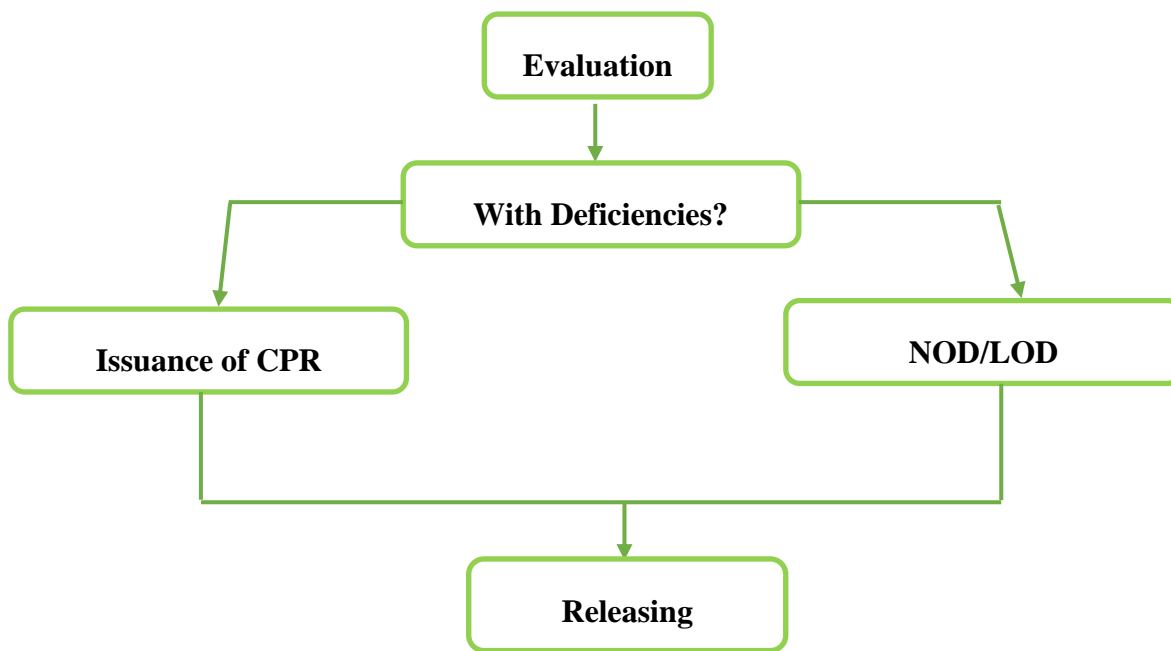 Evaluation
With Deficiencies?
Issuance of CPR
NOD/LOD
Releasing